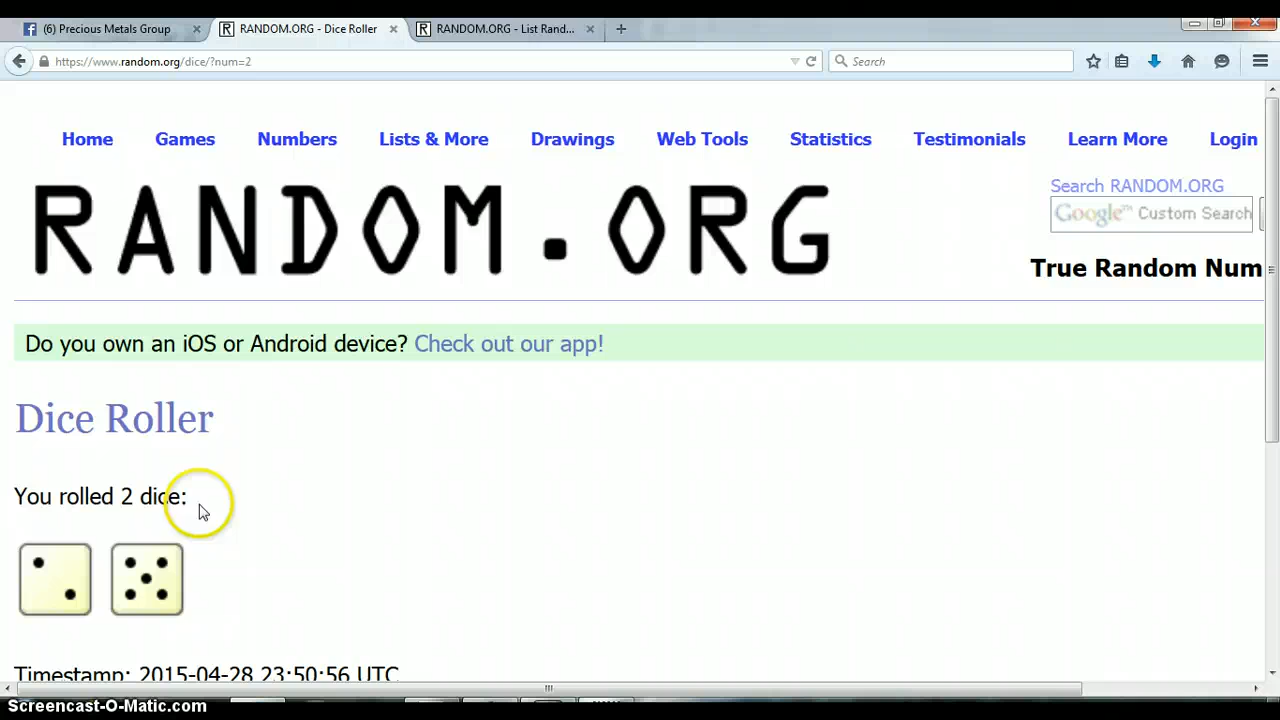 (6) Precious Metals Group
RANDOM.ORG - Dice Roller
RANDOM.ORG - List Rand...
https://www.random.org/dice/?num=2
Search
Home Games Numbers Lists & More Drawings Web Tools Statistics Testimonials Learn More Login
RANDOM.ORG
Search RANDOM.ORG
Google™ Custom Search
True Random Num
Do you own an iOS or Android device? Check out our app!
Dice Roller
You rolled 2 dice:
Timestamp: 2015-04-28 23:50:56 UTC
Screencast-O-Matic.com